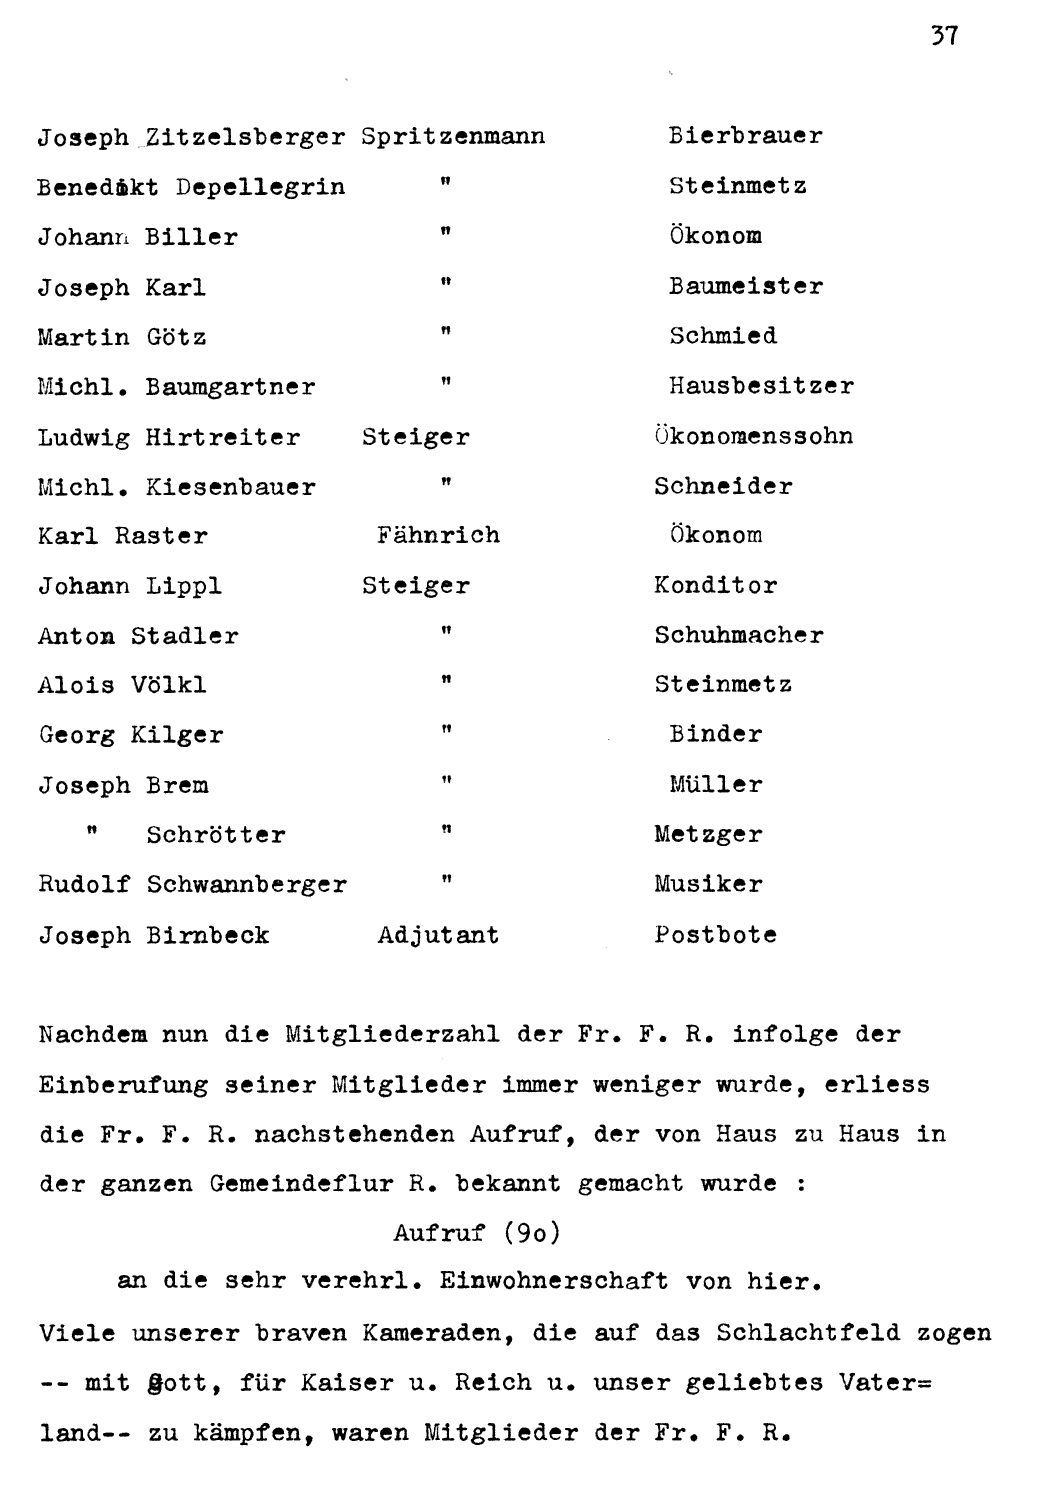 37
Joseph Zitzelsberger Spritzenmann Bierbrauer
Benedikt Depellegrin " Steinmetz
Johann Biller " Ökonom
Joseph Karl " Baumeister
Martin Götz " Schmied
Michl. Baumgartner " Hausbesitzer
Ludwig Hirtreiter Steiger Ökonomenssohn
Michl. Kiesenbauer " Schneider
Karl Raster Fähnrich Ökonom
Johann Lippl Steiger Konditor
Anton Stadler " Schuhmacher
Alois Völkl " Steinmetz
Georg Kilger " Binder
Joseph Brem " Müller
" Schrötter " Metzger
Rudolf Schwannberger " Musiker
Joseph Birnbeck Adjutant Postbote
Nachdem nun die Mitgliederzahl der Fr. F. R. infolge der
Einberufung seiner Mitglieder immer weniger wurde, erliess
die Fr. F. R. nachstehenden Aufruf, der von Haus zu Haus in
der ganzen Gemeindeflur R. bekannt gemacht wurde :
Aufruf (9o)
an die sehr verehrl. Einwohnerschaft von hier.
Viele unserer braven Kameraden, die auf das Schlachtfeld zogen
-- mit Gott, für Kaiser u. Reich u. unser geliebtes Vater=
land-- zu kämpfen, waren Mitglieder der Fr. F. R.